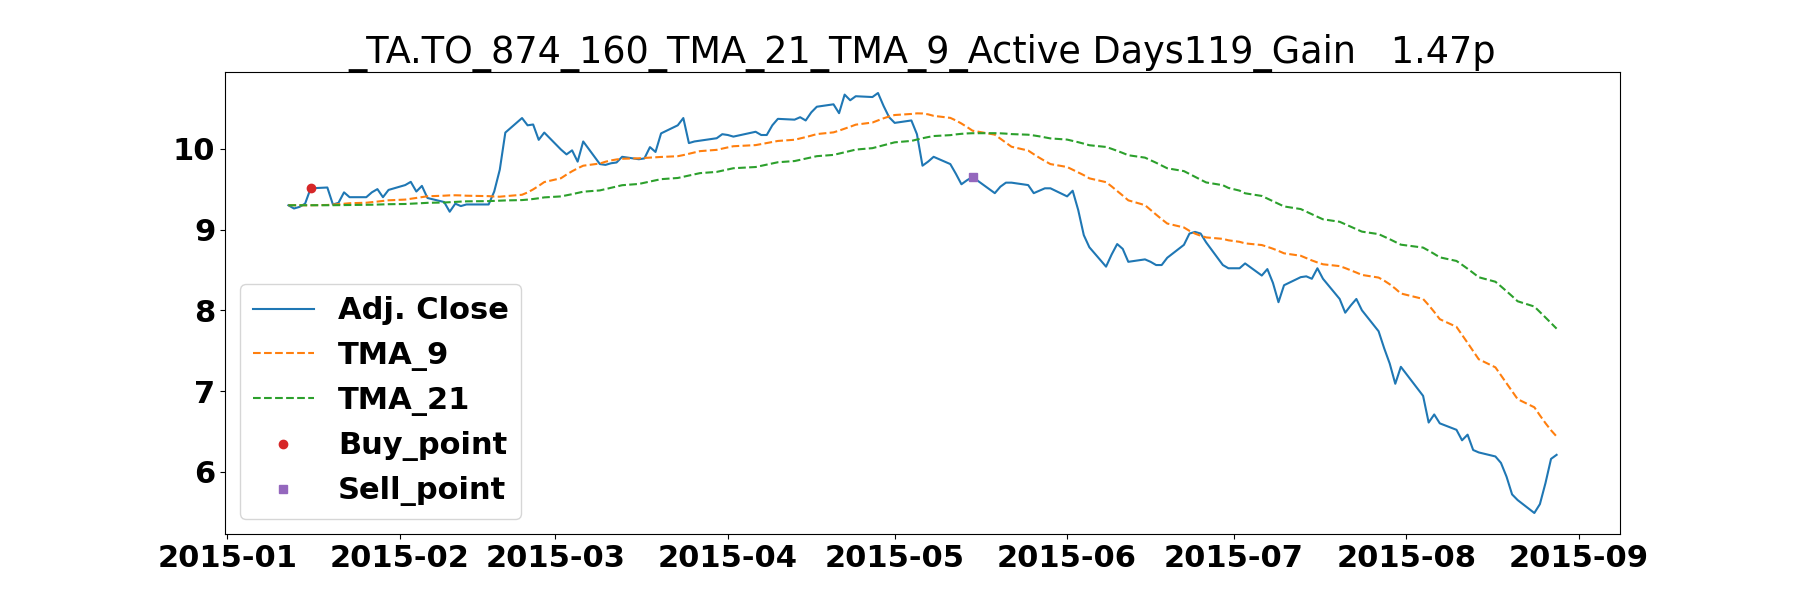 _TA.TO_874_160_TMA_21_TMA_9_Active Days119_Gain   1.47p
10
9
8
7
6
Adj. Close
TMA_9
TMA_21
Buy_point
Sell_point
2015-01 2015-02 2015-03 2015-04 2015-05 2015-06 2015-07 2015-08 2015-09